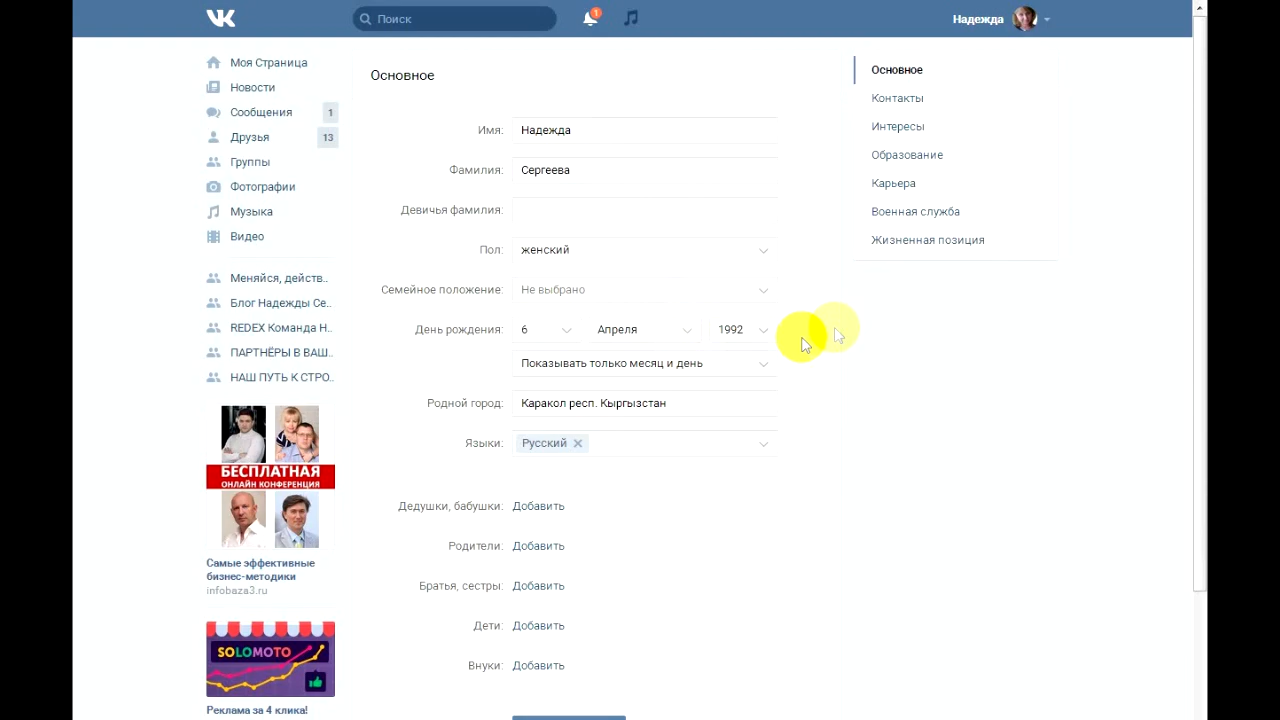 Поиск
1
Надежда
Моя Страница
Новости
Сообщения 1
Друзья 13
Группы
Фотографии
Музыка
Видео
Меняйся, действ..
Блог Надежды Се..
REDEX Команда Н..
ПАРТНЁРЫ В ВАШ..
НАШ ПУТЬ К СТРО..
БЕСПЛАТНАЯ
ОНЛАЙН КОНФЕРЕНЦИЯ
Самые эффективные
бизнес-методики
infobaza3.ru
SOLOMOTO
Реклама за 4 клика!
Основное
Имя: Надежда
Фамилия: Сергеева
Девичья фамилия:
Пол: женский
Семейное положение: Не выбрано
День рождения: 6 Апреля 1992
Показывать только месяц и день
Родной город: Каракол респ. Кыргызстан
Языки: Русский
Дедушки, бабушки: Добавить
Родители: Добавить
Братья, сестры: Добавить
Дети: Добавить
Внуки: Добавить
Основное
Контакты
Интересы
Образование
Карьера
Военная служба
Жизненная позиция